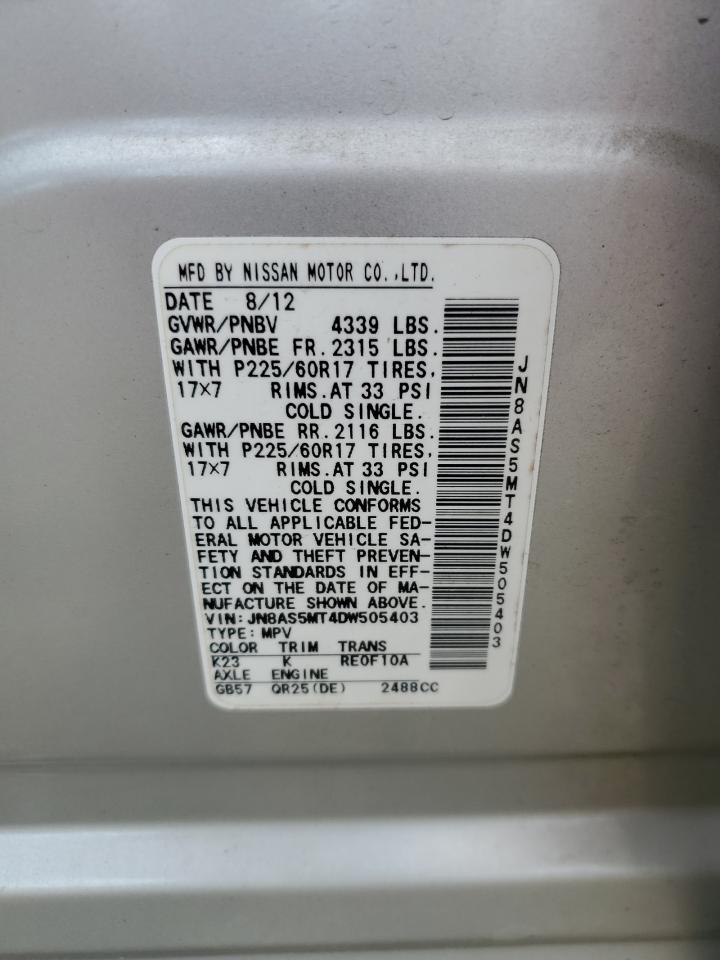 MFD BY NISSAN MOTOR CO.,LTD.
DATE 8/12
GVWR/PNBV 4339 LBS.
GAWR/PNBE FR. 2315 LBS.
WITH P225/60R17 TIRES,
17×7 RIMS.AT 33 PSI
COLD SINGLE.
GAWR/PNBE RR. 2116 LBS.
WITH P225/60R17 TIRES,
17×7 RIMS.AT 33 PSI
COLD SINGLE.
THIS VEHICLE CONFORMS
TO ALL APPLICABLE FED-
ERAL MOTOR VEHICLE SA-
FETY AND THEFT PREVEN-
TION STANDARDS IN EFF-
ECT ON THE DATE OF MA-
NUFACTURE SHOWN ABOVE.
VIN: JN8AS5MT4DW505403
TYPE: MPV
COLOR TRIM TRANS
K23 K RE0F10A
AXLE ENGINE
GB57 QR25(DE) 2488CC
JN8AS5MT4DW505403